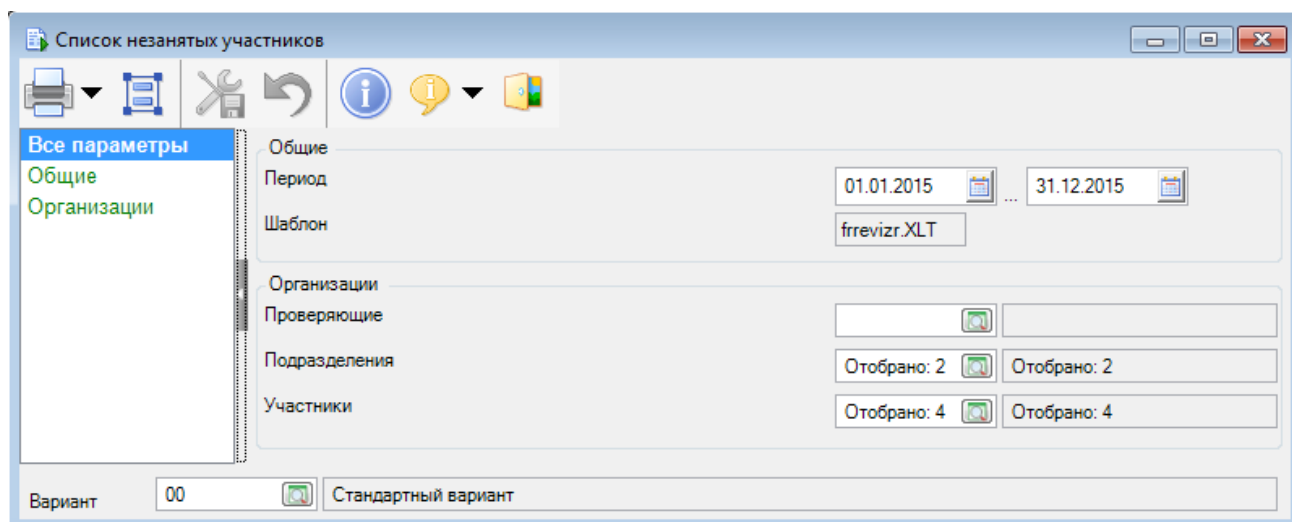 Список незанятых участников
Все параметры
Общие
Организации
Общие
Период 01.01.2015 ... 31.12.2015
Шаблон frrevizr.XLT
Организации
Проверяющие
Подразделения Отобрано: 2 Отобрано: 2
Участники Отобрано: 4 Отобрано: 4
Вариант 00 Стандартный вариант